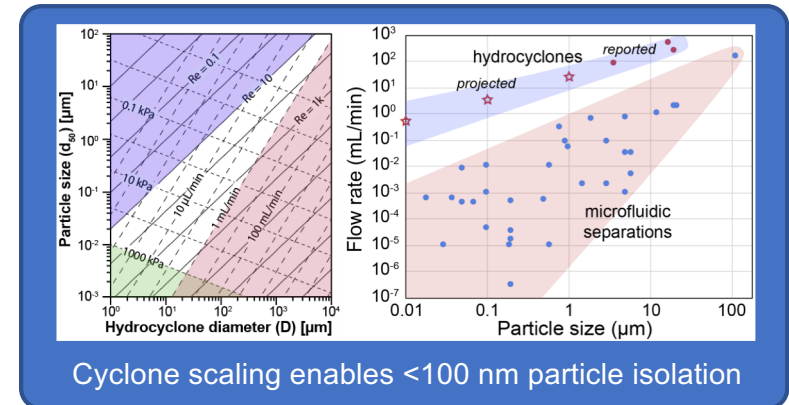 10²
10¹
10⁰
10⁻¹
10⁻²
10⁻³
Particle size (d₅₀) [µm]
Re = 0.1
Re = 10
Re = 1k
0.1 kPa
10 kPa
1000 kPa
10 µL/min
1 mL/min
100 mL/min
10⁰ 10¹ 10² 10³ 10⁴
Hydrocyclone diameter (D) [µm]
10³
10²
10¹
10⁰
10⁻¹
10⁻²
10⁻³
10⁻⁴
10⁻⁵
10⁻⁶
10⁻⁷
Flow rate (mL/min)
hydrocyclones
reported
projected
microfluidic
separations
0.01 0.1 1 10 100
Particle size (µm)
Cyclone scaling enables <100 nm particle isolation